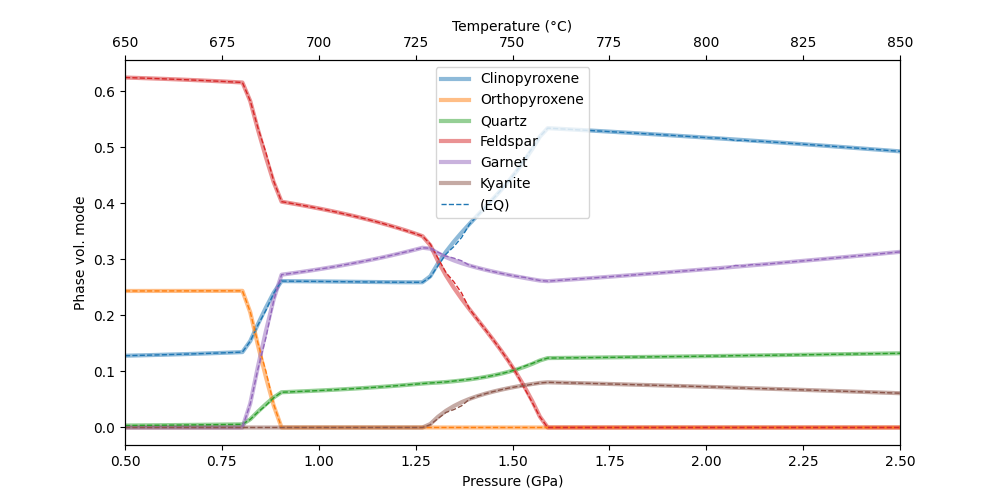 Temperature (°C)
650 675 700 725 750 775 800 825 850
Clinopyroxene
Orthopyroxene
Quartz
Feldspar
Garnet
Kyanite
(EQ)
Phase vol. mode
0.6
0.5
0.4
0.3
0.2
0.1
0.0
0.50 0.75 1.00 1.25 1.50 1.75 2.00 2.25 2.50
Pressure (GPa)